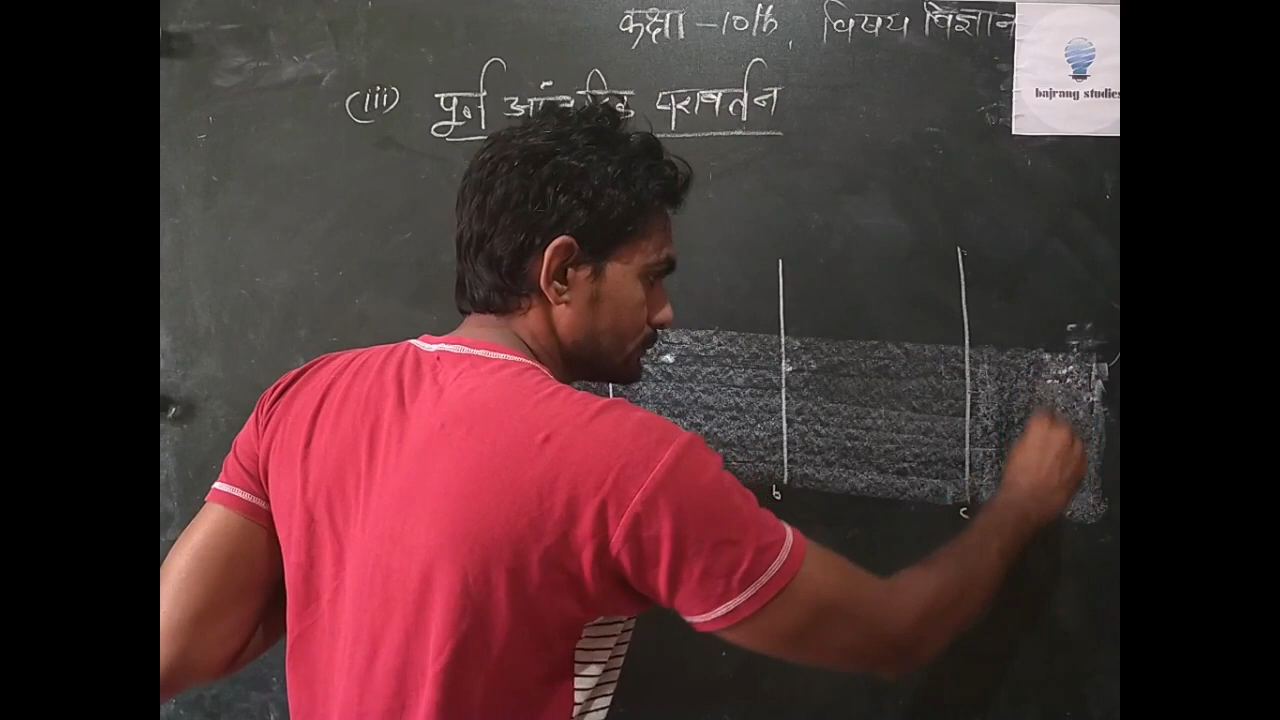 कक्षा - 10th, विषय विज्ञान
bajrang studies
(iii) पूर्ण परावर्तन
b
c